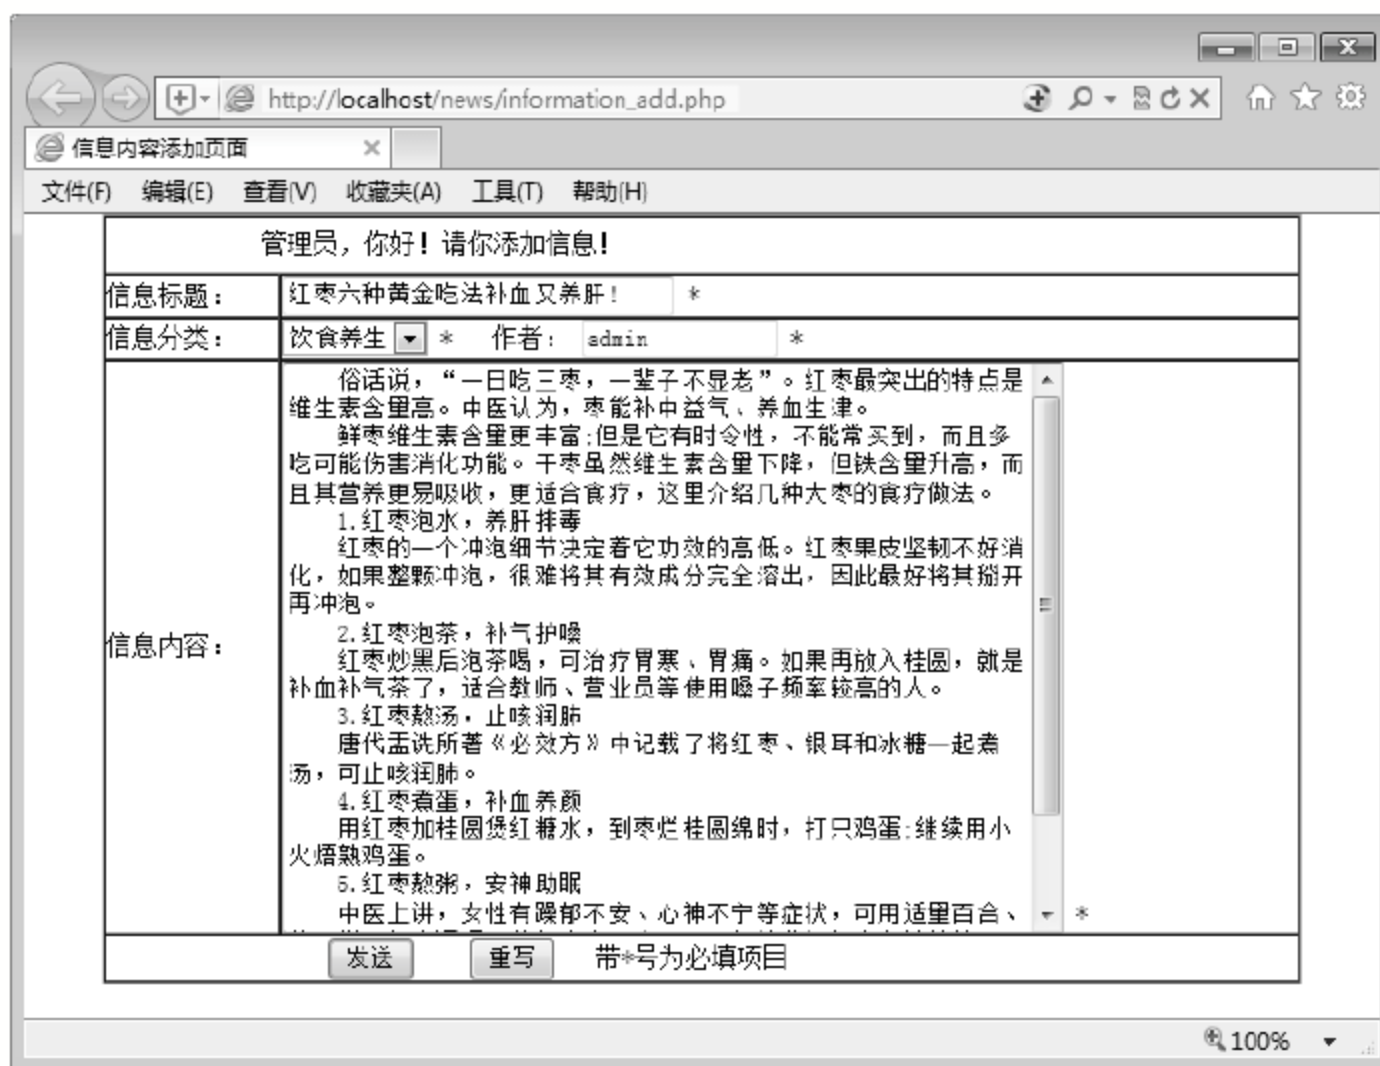 http://localhost/news/information_add.php
信息内容添加页面
文件(F) 编辑(E) 查看(V) 收藏夹(A) 工具(T) 帮助(H)
管理员，你好！请你添加信息！
信息标题： 红枣六种黄金吃法补血又养肝！ *
信息分类： 饮食养生 * 作者： admin *
信息内容：
俗话说，“一日吃三枣，一辈子不显老”。红枣最突出的特点是
维生素含量高。中医认为，枣能补中益气、养血生津。
鲜枣维生素含量更丰富;但是它有时令性，不能常买到，而且多
吃可能伤害消化功能。干枣虽然维生素含量下降，但铁含量升高，而
且其营养更易吸收，更适合食疗，这里介绍几种大枣的食疗做法。
1.红枣泡水，养肝排毒
红枣的一个冲泡细节决定着它功效的高低。红枣果皮坚韧不好消
化，如果整颗冲泡，很难将其有效成分完全溶出，因此最好将其掰开
再冲泡。
2.红枣泡茶，补气护嗓
红枣炒黑后泡茶喝，可治疗胃寒、胃痛。如果再放入桂圆，就是
补血补气茶了，适合教师、营业员等使用嗓子频率较高的人。
3.红枣熬汤，止咳润肺
唐代孟诜所著《必效方》中记载了将红枣、银耳和冰糖一起煮
汤，可止咳润肺。
4.红枣煮蛋，补血养颜
用红枣加桂圆煲红糖水，到枣烂桂圆绵时，打只鸡蛋;继续用小
火焐熟鸡蛋。
5.红枣熬粥，安神助眠
中医上讲，女性有躁郁不安、心神不宁等症状，可用适量百合、 *
发送 重写 带*号为必填项目
100%